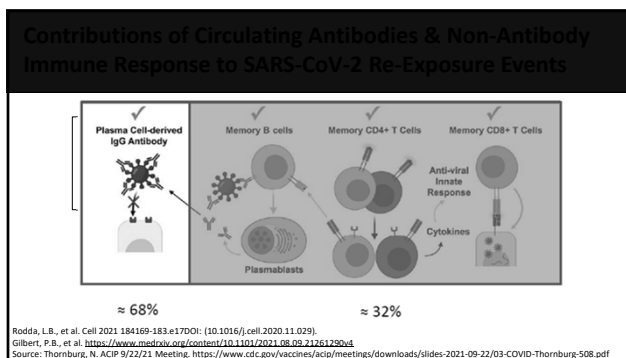 Contributions of Circulating Antibodies & Non-Antibody
Immune Response to SARS-CoV-2 Re-Exposure Events
Plasma Cell-derived
IgG Antibody
Memory B cells
Memory CD4+ T Cells
Memory CD8+ T Cells
Anti-viral
Innate
Response
Cytokines
Plasmablasts
≈ 68%
≈ 32%
Rodda, L.B., et al. Cell 2021 184169-183.e17DOI: (10.1016/j.cell.2020.11.029).
Gilbert, P.B., et al. https://www.medrxiv.org/content/10.1101/2021.08.09.21261290v4
Source: Thornburg, N. ACIP 9/22/21 Meeting. https://www.cdc.gov/vaccines/acip/meetings/downloads/slides-2021-09-22/03-COVID-Thornburg-508.pdf